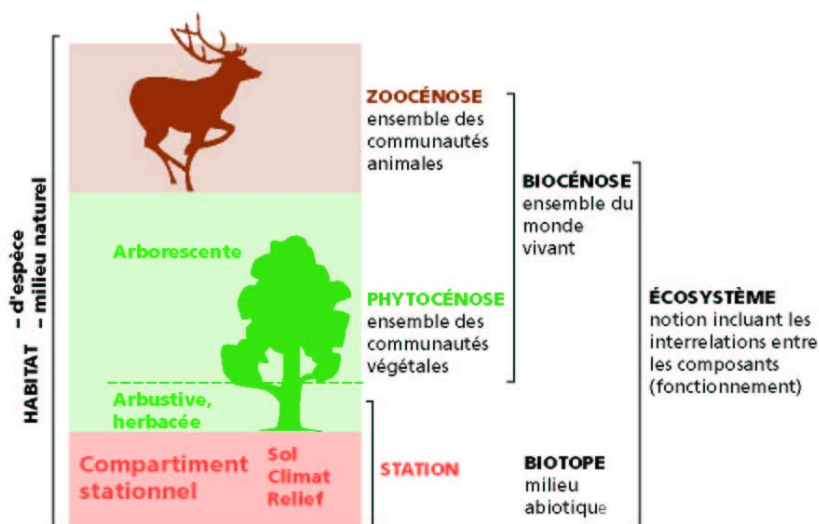 HABITAT – d'espèce
– milieu naturel
ZOOCÉNOSE
ensemble des
communautés
animales
BIOCÉNOSE
ensemble du
monde
vivant
Arborescente
PHYTOCÉNOSE
ensemble des
communautés
végétales
ÉCOSYSTÈME
notion incluant les
interrelations entre
les composants
(fonctionnement)
Arbustive,
herbacée
Compartiment
stationnel
Sol
Climat
Relief
STATION
BIOTOPE
milieu
abiotique